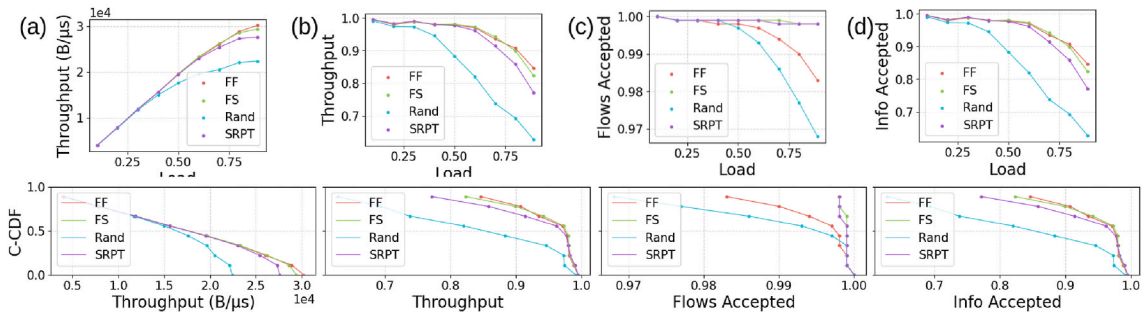 (a)
1e4
Throughput (B/μs)
3
2
1
0.25 0.50 0.75
Load
FF
FS
Rand
SRPT
(b)
Throughput
1.0
0.9
0.8
0.7
0.25 0.50 0.75
Load
FF
FS
Rand
SRPT
(c)
Flows Accepted
1.00
0.99
0.98
0.97
0.25 0.50 0.75
Load
FF
FS
Rand
SRPT
(d)
Info Accepted
1.0
0.9
0.8
0.7
0.25 0.50 0.75
Load
FF
FS
Rand
SRPT
C-CDF
1.0
0.5
0.0
FF
FS
Rand
SRPT
0.5 1.0 1.5 2.0 2.5 3.0
Throughput (B/μs)
1e4
FF
FS
Rand
SRPT
0.7 0.8 0.9 1.0
Throughput
FF
FS
Rand
SRPT
0.97 0.98 0.99 1.00
Flows Accepted
FF
FS
Rand
SRPT
0.7 0.8 0.9 1.0
Info Accepted